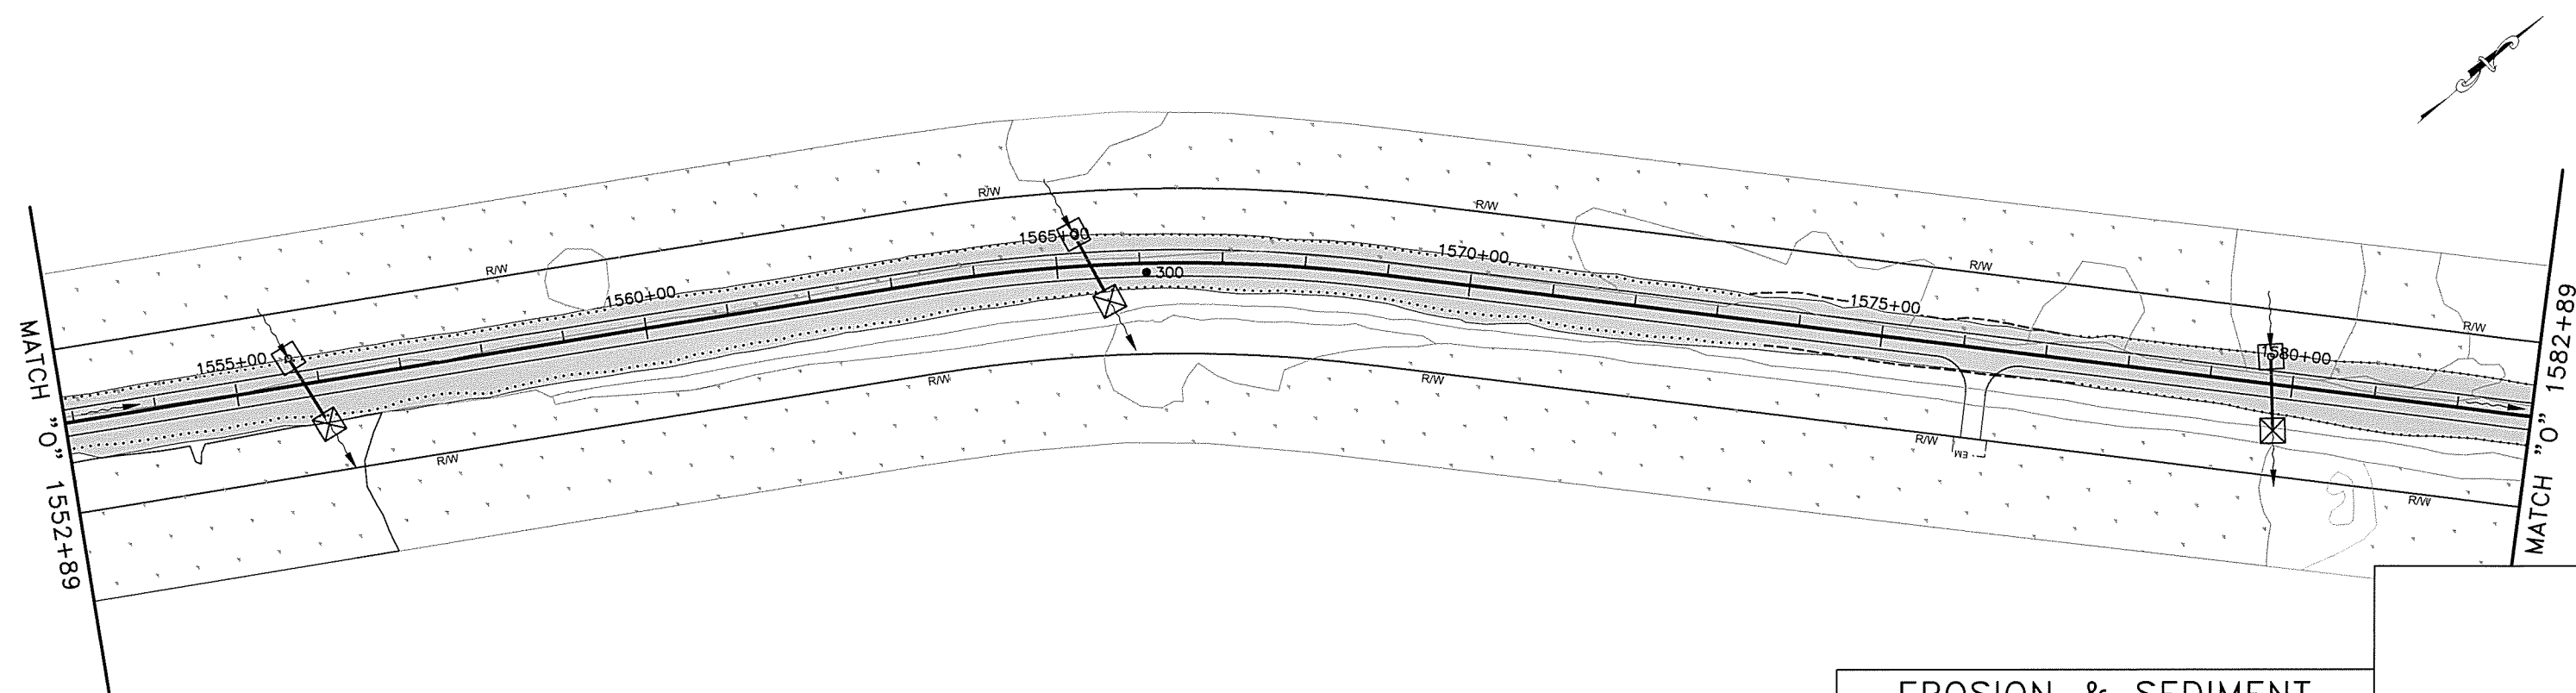 MATCH "O" 1552+89
R/W
R/W
R/W
R/W
R/W
1555+00
1560+00
1565+00
300
1570+00
1575+00
1580+00
R/W
R/W
R/W
R/W
R/W
EM
MATCH "O" 1582+89
EROSION & SEDIMENT